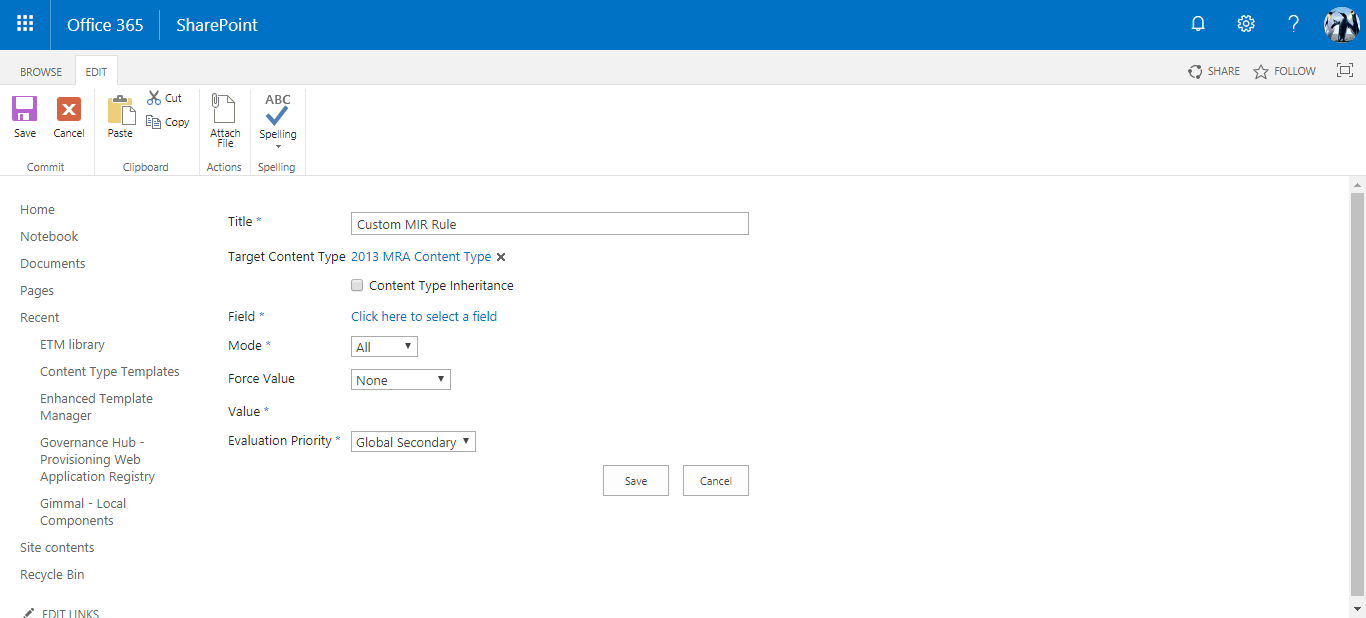 Office 365 SharePoint ?
BROWSE EDIT SHARE FOLLOW
Save Cancel Paste Cut Copy Attach File ABC Spelling
Commit Clipboard Actions Spelling
Home
Notebook
Documents
Pages
Recent
ETM library
Content Type Templates
Enhanced Template
Manager
Governance Hub -
Provisioning Web
Application Registry
Gimmal - Local
Components
Site contents
Recycle Bin
EDIT LINKS
Title * Custom MIR Rule
Target Content Type 2013 MRA Content Type
Content Type Inheritance
Field * Click here to select a field
Mode * All
Force Value None
Value *
Evaluation Priority * Global Secondary
Save Cancel